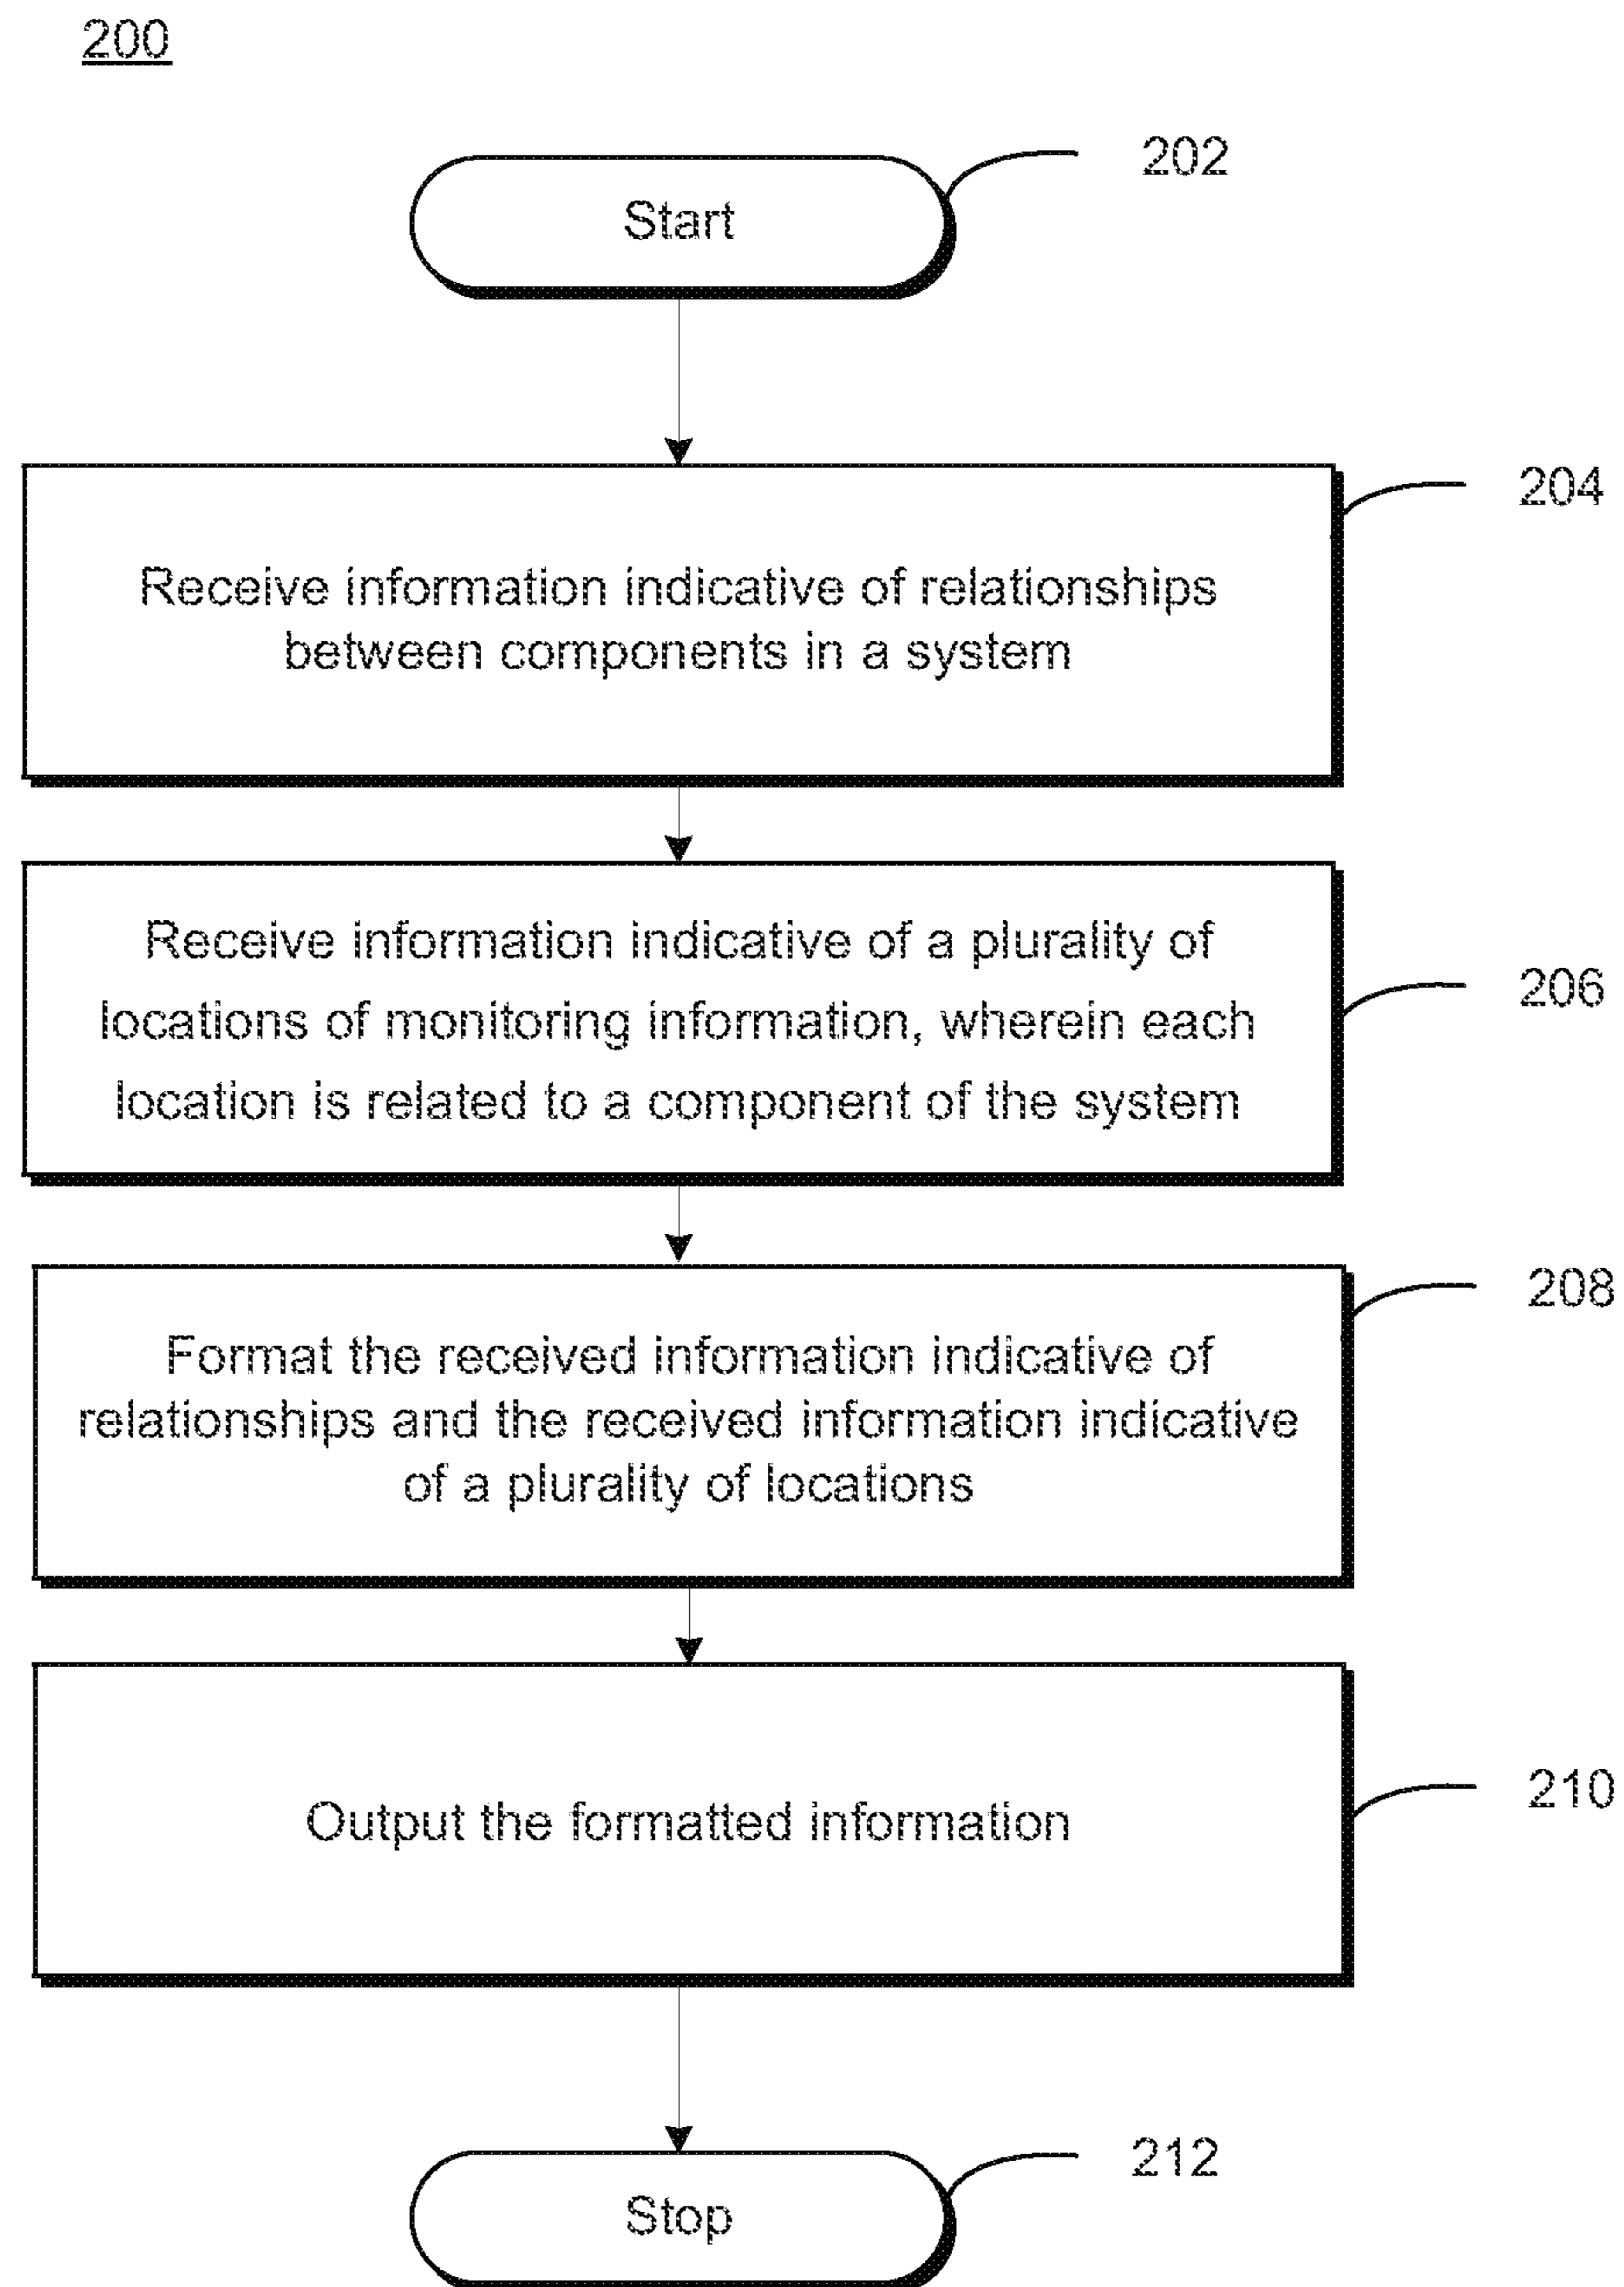 200
202
Start
204
Receive information indicative of relationships
between components in a system
Receive information indicative of a plurality of
locations of monitoring information, wherein each
location is related to a component of the system
206
208
Format the received information indicative of
relationships and the received information indicative
of a plurality of locations
210
Output the formatted information
212
Stop